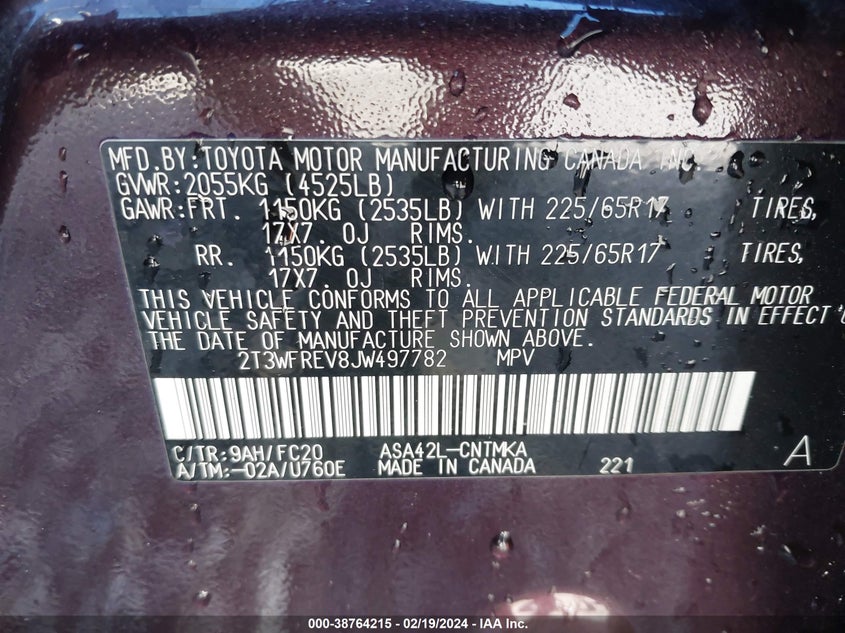 MFD.BY:TOYOTA MOTOR MANUFACTURING CANADA INC.
GVWR:2055KG (4525LB)
GAWR:FRT. 1150KG (2535LB) WITH 225/65R17 TIRES,
17X7.0J RIMS.
RR. 1150KG (2535LB) WITH 225/65R17 TIRES,
17X7.0J RIMS.
THIS VEHICLE CONFORMS TO ALL APPLICABLE FEDERAL MOTOR
VEHICLE SAFETY AND THEFT PREVENTION STANDARDS IN EFFECT
THE DATE OF MANUFACTURE SHOWN ABOVE.
2T3WFREV8JW497782 MPV
C/TR:9AH/FC20 ASA42L-CNTMKA
A/TM:-02A/U760E MADE IN CANADA 221 A
000-38764215 - 02/19/2024 - IAA Inc.